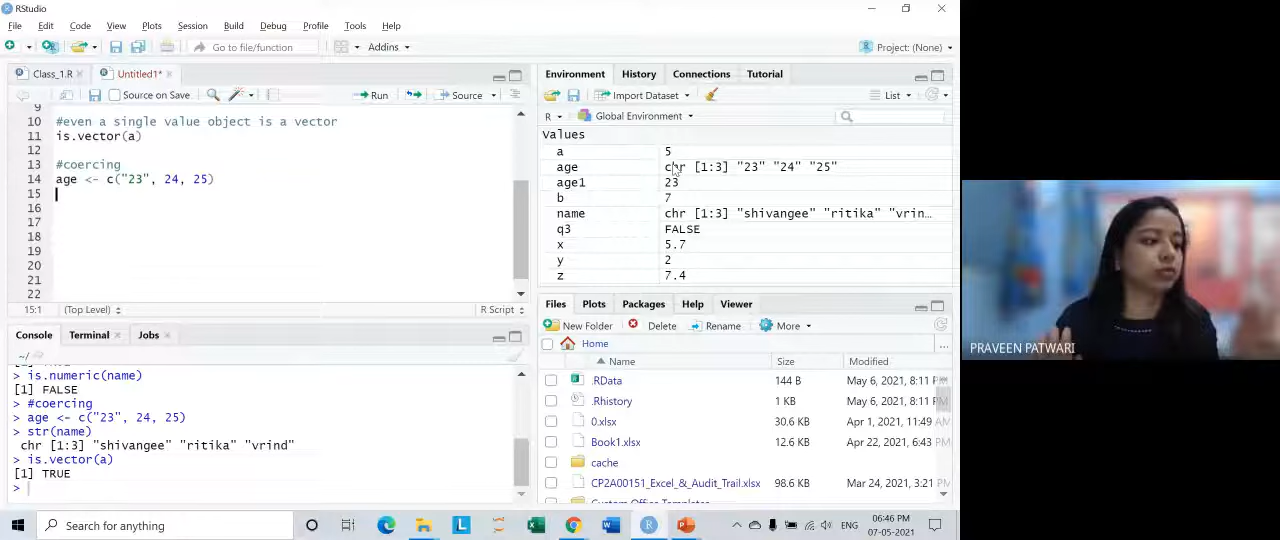 RStudio
File Edit Code View Plots Session Build Debug Profile Tools Help
Go to file/function Addins Project: (None)
Class_1.R Untitled1*
Source on Save Run Source
9
10 #even a single value object is a vector
11 is.vector(a)
12
13 #coercing
14 age <- c("23", 24, 25)
15
16
17
18
19
20
21
22
15:1 (Top Level) R Script
Console Terminal Jobs
~/
> is.numeric(name)
[1] FALSE
> #coercing
> age <- c("23", 24, 25)
> str(name)
chr [1:3] "shivangee" "ritika" "vrind"
> is.vector(a)
[1] TRUE
>
Environment History Connections Tutorial
Import Dataset List
R Global Environment
Values
a 5
age chr [1:3] "23" "24" "25"
age1 23
b 7
name chr [1:3] "shivangee" "ritika" "vrin…
q3 FALSE
x 5.7
y 2
z 7.4
Files Plots Packages Help Viewer
New Folder Delete Rename More
Home ...
Name Size Modified
.RData 144 B May 6, 2021, 8:11 PM
.Rhistory 1 KB May 6, 2021, 8:11 PM
0.xlsx 30.6 KB Apr 1, 2021, 11:49 AM
Book1.xlsx 12.6 KB Apr 22, 2021, 6:43 PM
cache
CP2A00151_Excel_& Audit_Trail.xlsx 98.6 KB Mar 24, 2021, 3:21 PM
Custom Office Templates
PRAVEEN PATWARI
Search for anything
ENG
06:46 PM
07-05-2021